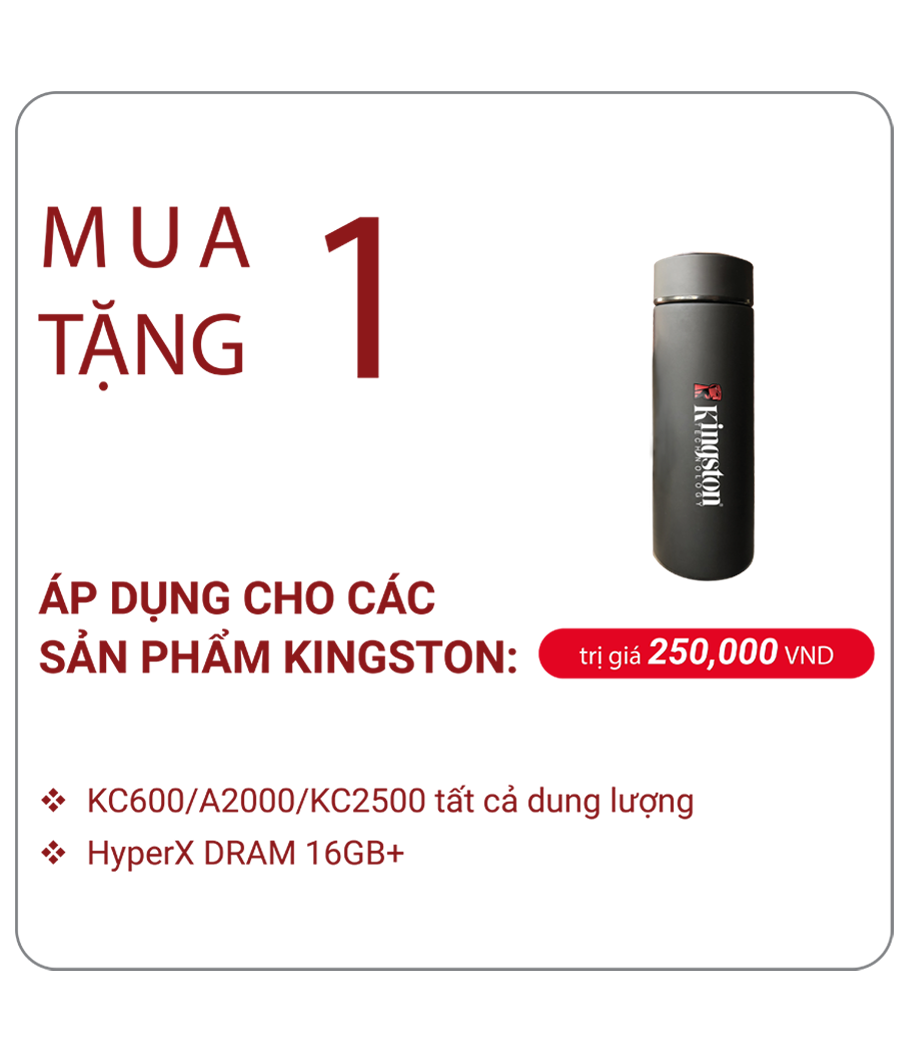 MUA
TẶNG
1
Kingston
TECHNOLOGY
ÁP DỤNG CHO CÁC
SẢN PHẨM KINGSTON:
trị giá 250,000 VND
❖ KC600/A2000/KC2500 tất cả dung lượng
❖ HyperX DRAM 16GB+